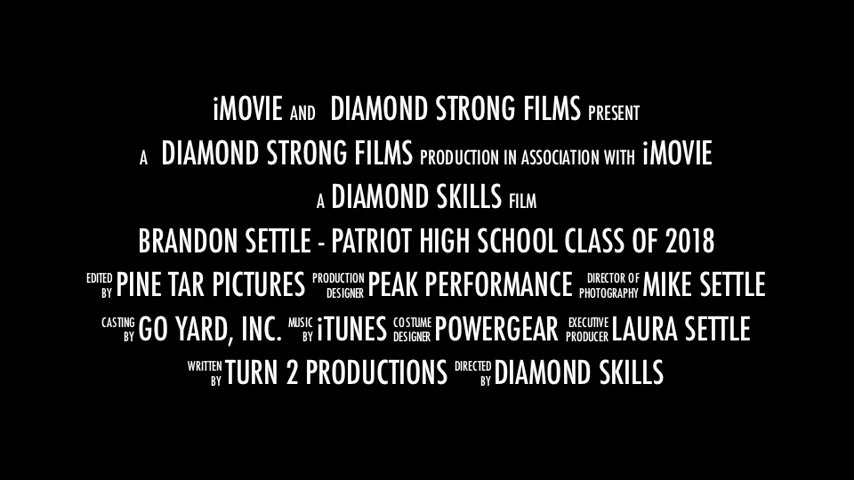 iMOVIE AND DIAMOND STRONG FILMS PRESENT
A DIAMOND STRONG FILMS PRODUCTION IN ASSOCIATION WITH iMOVIE
A DIAMOND SKILLS FILM
BRANDON SETTLE - PATRIOT HIGH SCHOOL CLASS OF 2018
EDITED BY PINE TAR PICTURES PRODUCTION DESIGNER PEAK PERFORMANCE DIRECTOR OF PHOTOGRAPHY MIKE SETTLE
CASTING BY GO YARD, INC. MUSIC BY iTUNES COSTUME DESIGNER POWERGEAR EXECUTIVE PRODUCER LAURA SETTLE
WRITTEN BY TURN 2 PRODUCTIONS DIRECTED BY DIAMOND SKILLS